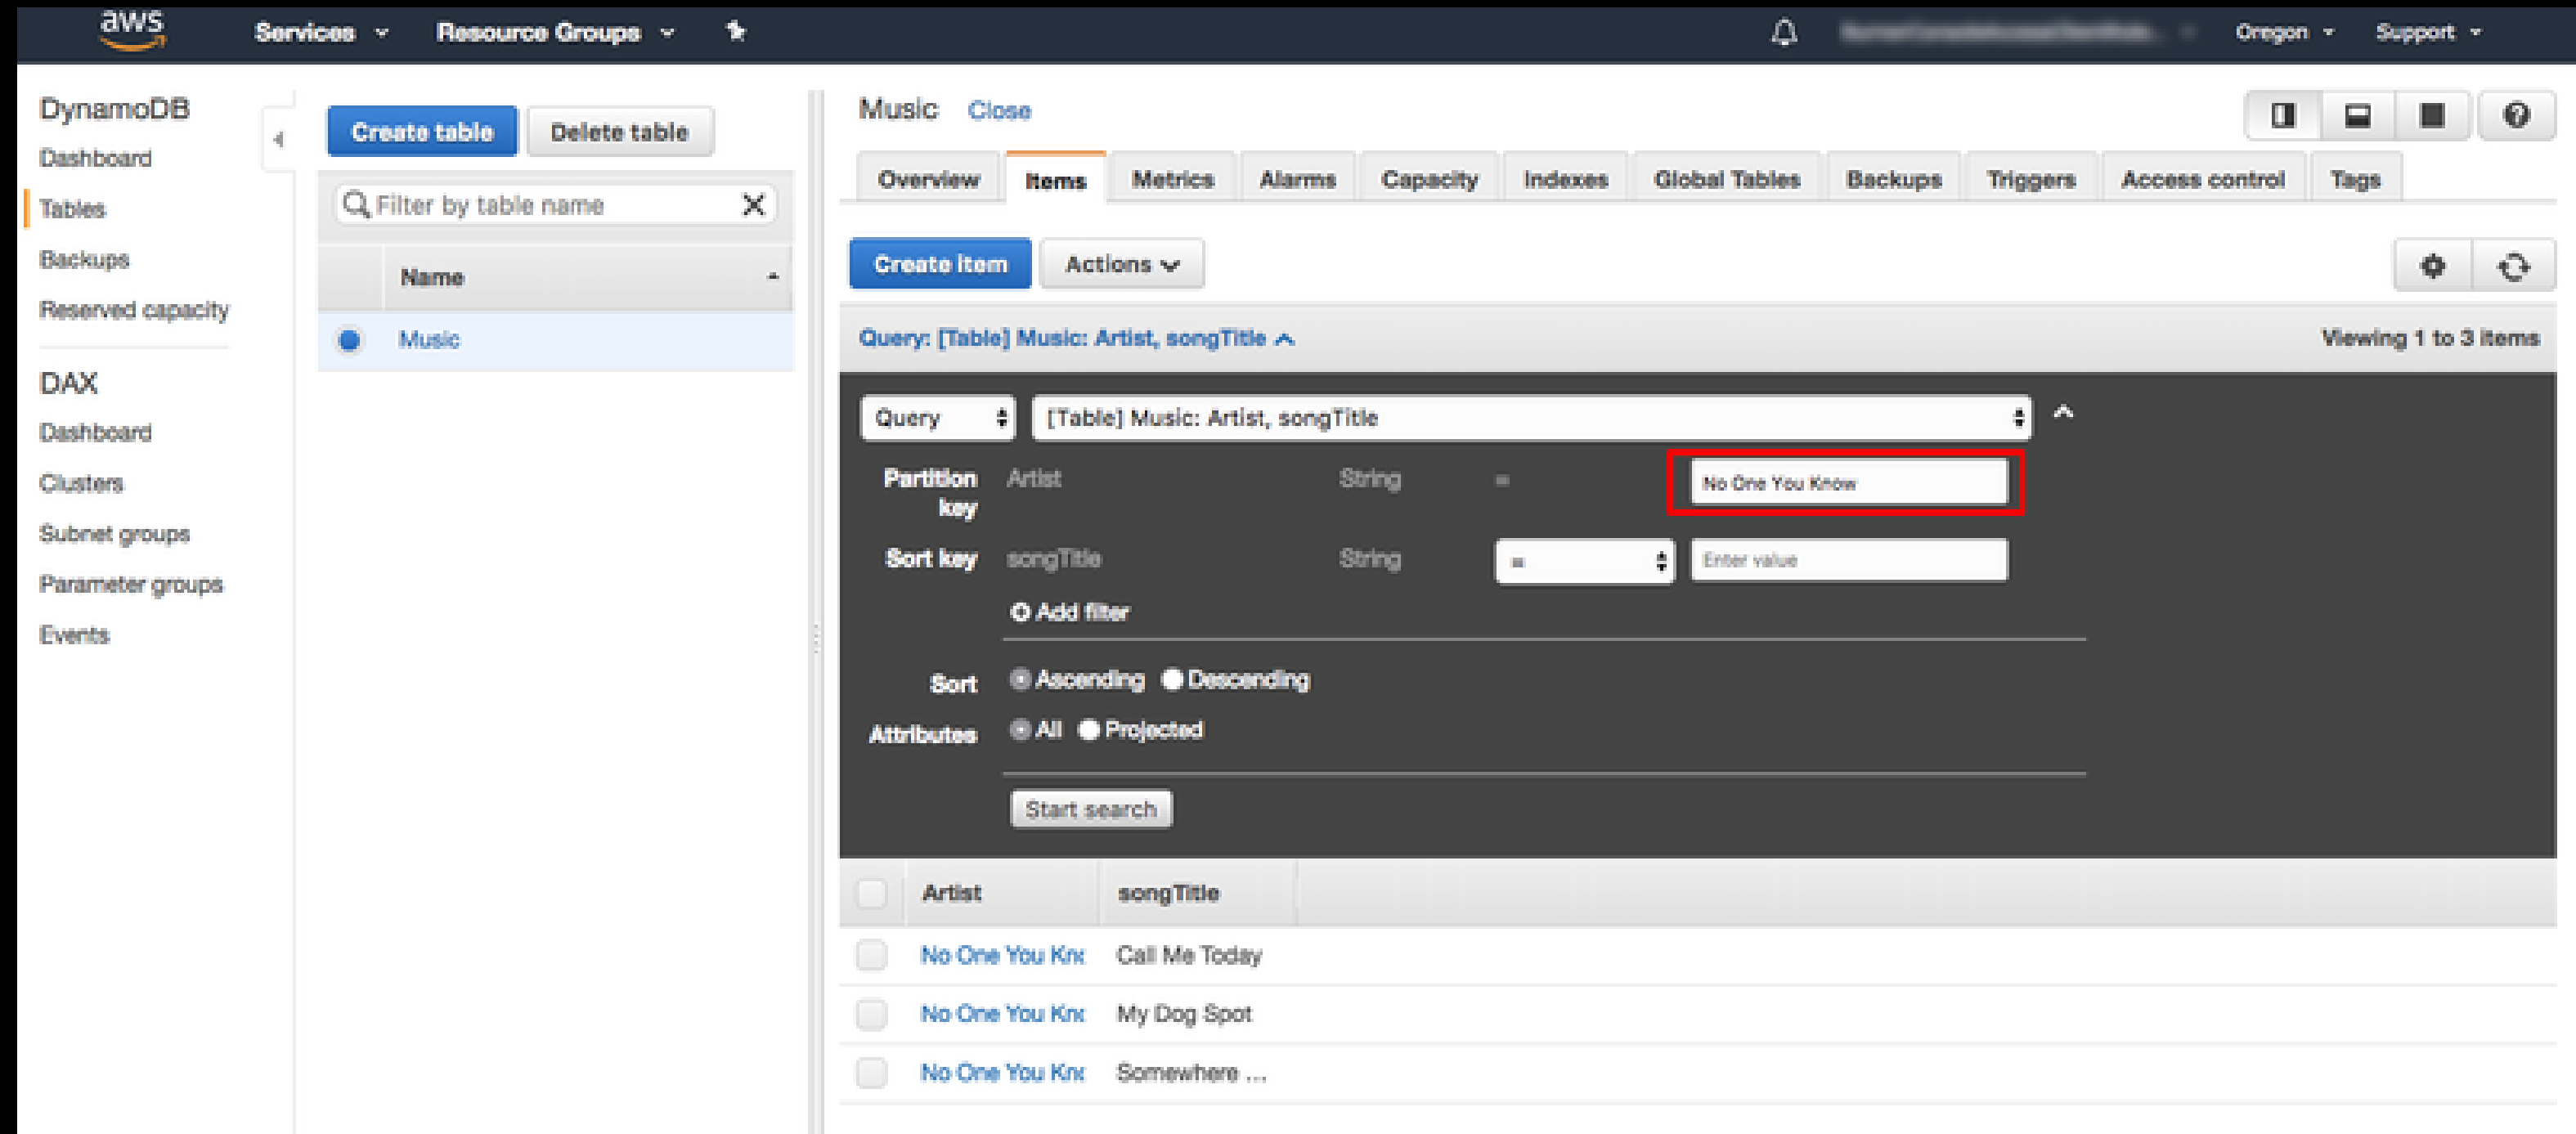 aws Services Resource Groups Oregon Support
DynamoDB
Dashboard
Tables
Backups
Reserved capacity
DAX
Dashboard
Clusters
Subnet groups
Parameter groups
Events
Create table Delete table
Filter by table name
Name
Music
Music Close
Overview Items Metrics Alarms Capacity Indexes Global Tables Backups Triggers Access control Tags
Create item Actions
Query: [Table] Music: Artist, songTitle Viewing 1 to 3 items
Query [Table] Music: Artist, songTitle
Partition key Artist String = No One You Know
Sort key songTitle String = Enter value
Add filter
Sort Ascending Descending
Attributes All Projected
Start search
Artist songTitle
No One You Knc Call Me Today
No One You Knc My Dog Spot
No One You Knc Somewhere ...